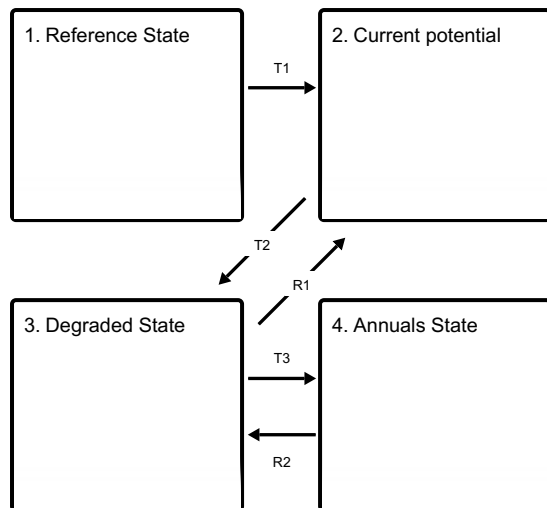 1. Reference State
2. Current potential
T1
T2
R1
3. Degraded State
4. Annuals State
T3
R2